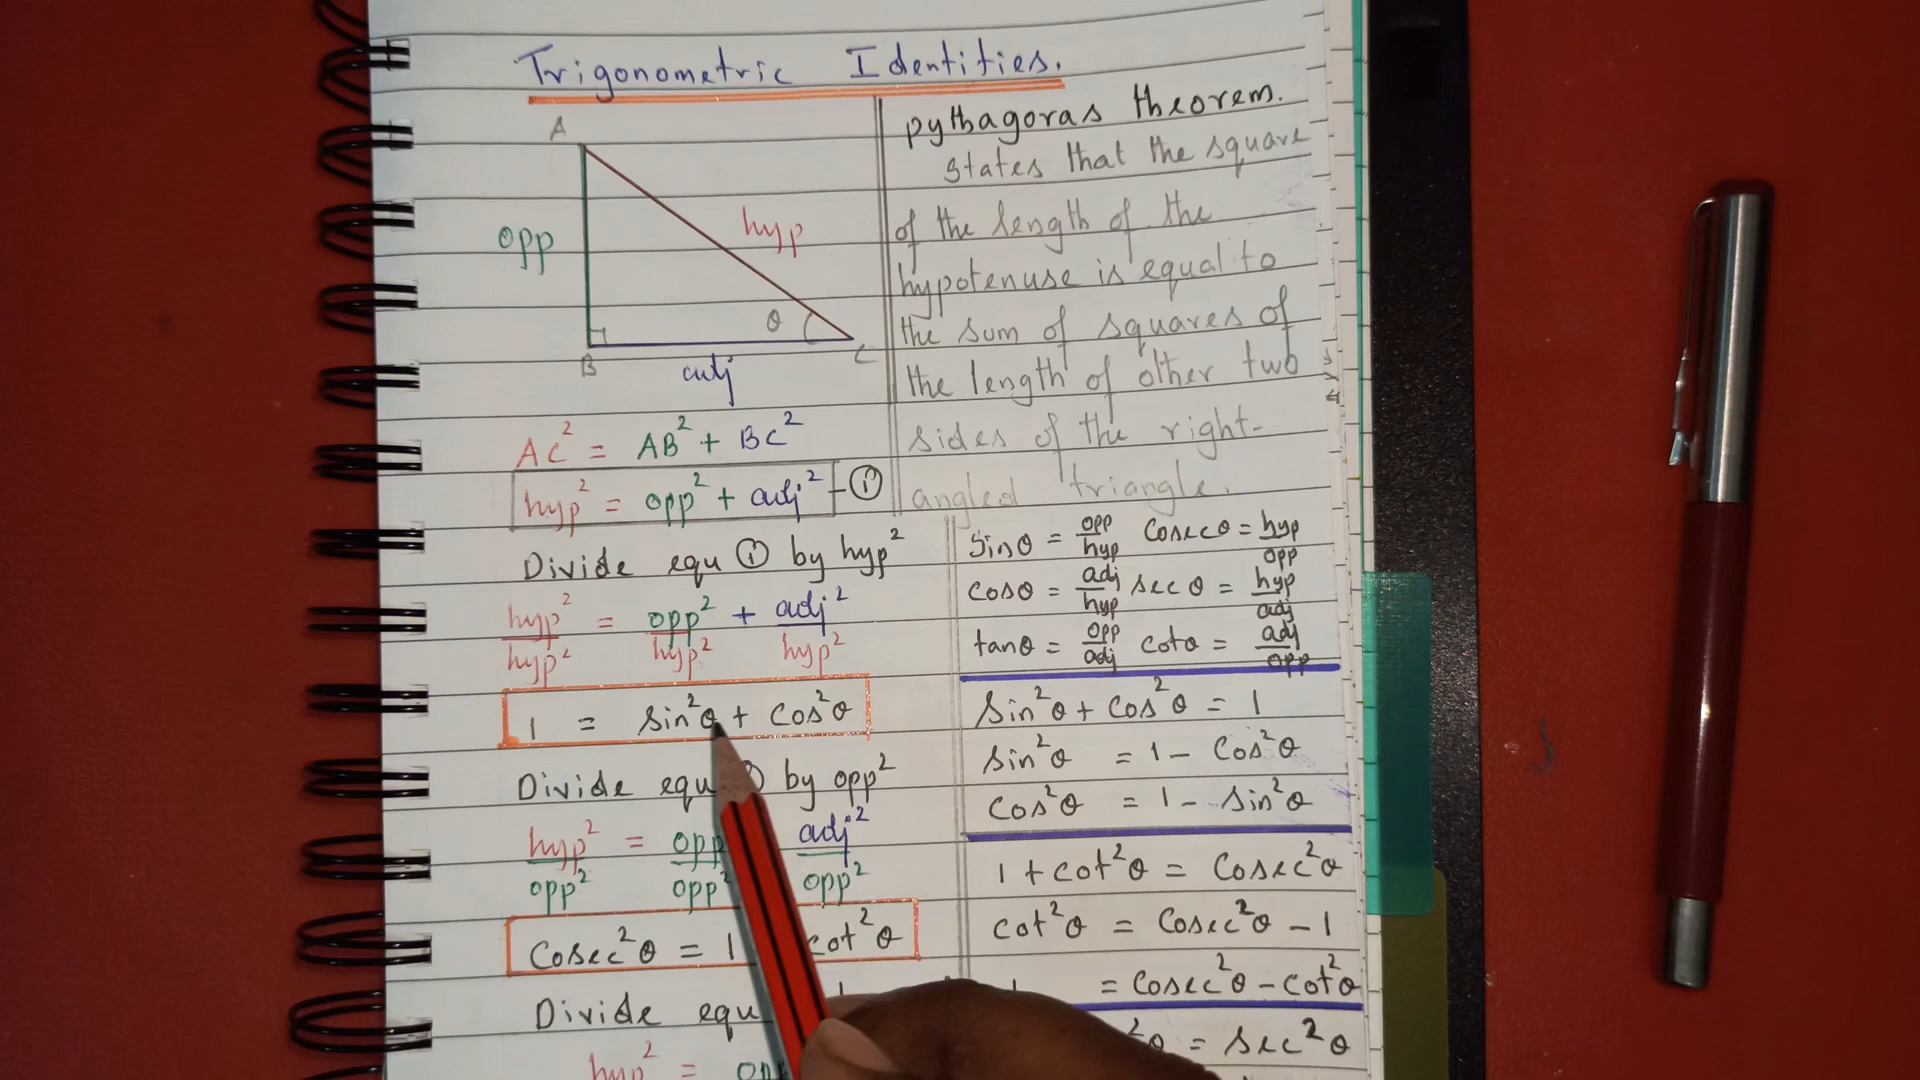 Trigonometric Identities.
A
opp
hyp
θ
B
adj
C
AC² = AB² + BC²
hyp² = opp² + adj² - ①
Divide equ ① by hyp²
hyp²/hyp² = opp²/hyp² + adj²/hyp²
1 = sin²θ + cos²θ
Divide equ by opp²
hyp²/opp² = opp/opp² adj²/opp²
Cosec²θ = 1 cot²θ
Divide equ
hyp² =
pythagoras theorem.
states that the square
of the length of the
hypotenuse is equal to
the sum of squares of
the length of other two
sides of the right-
angled triangle.
sinθ = opp/hyp cosecθ = hyp/opp
cosθ = adj/hyp secθ = hyp/adj
tanθ = opp/adj cotθ = adj/opp
Sin²θ + cos²θ = 1
sin²θ = 1 - cos²θ
cos²θ = 1 - sin²θ
1 + cot²θ = cosec²θ
cot²θ = cosec²θ - 1
= cosec²θ - cot²θ
²θ = sec²θ